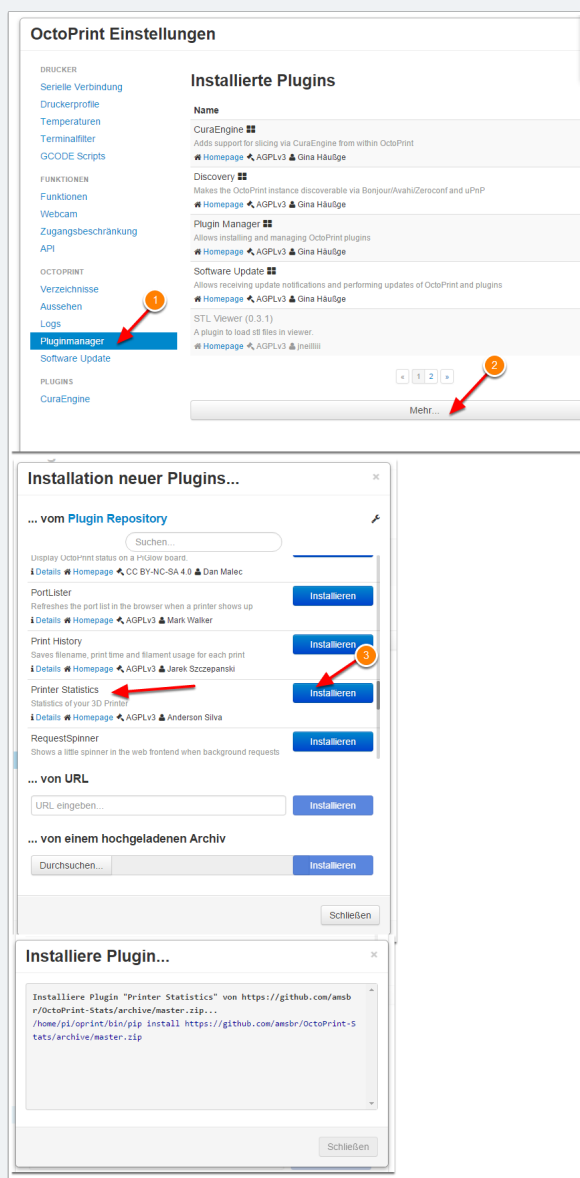 OctoPrint Einstellungen
DRUCKER
Serielle Verbindung
Druckerprofile
Temperaturen
Terminalfilter
GCODE Scripts
FUNKTIONEN
Funktionen
Webcam
Zugangsbeschränkung
API
OCTOPRINT
Verzeichnisse
Aussehen
Logs
Pluginmanager
Software Update
PLUGINS
CuraEngine
1
Installierte Plugins
Name
CuraEngine
Adds support for slicing via CuraEngine from within OctoPrint
Homepage AGPLv3 Gina Häußge
Discovery
Makes the OctoPrint instance discoverable via Bonjour/Avahi/Zeroconf and uPnP
Homepage AGPLv3 Gina Häußge
Plugin Manager
Allows installing and managing OctoPrint plugins
Homepage AGPLv3 Gina Häußge
Software Update
Allows receiving update notifications and performing updates of OctoPrint and plugins
Homepage AGPLv3 Gina Häußge
STL Viewer (0.3.1)
A plugin to load stl files in viewer.
Homepage AGPLv3 jneilliii
« 1 2 »
2
Mehr...
Installation neuer Plugins... ×
... vom Plugin Repository
Suchen...
Display OctoPrint status on a PiGlow board.
Details Homepage CC BY-NC-SA 4.0 Dan Malec
PortLister Installieren
Refreshes the port list in the browser when a printer shows up
Details Homepage AGPLv3 Mark Walker
Print History Installieren
Saves filename, print time and filament usage for each print
Details Homepage AGPLv3 Jarek Szczepanski
3
Printer Statistics Installieren
Statistics of your 3D Printer
Details Homepage AGPLv3 Anderson Silva
RequestSpinner Installieren
Shows a little spinner in the web frontend when background requests
... von URL
URL eingeben... Installieren
... von einem hochgeladenen Archiv
Durchsuchen... Installieren
Schließen
Installiere Plugin... ×
Installiere Plugin "Printer Statistics" von https://github.com/amsb
r/OctoPrint-Stats/archive/master.zip...
/home/pi/oprint/bin/pip install https://github.com/amsbr/OctoPrint-S
tats/archive/master.zip
Schließen